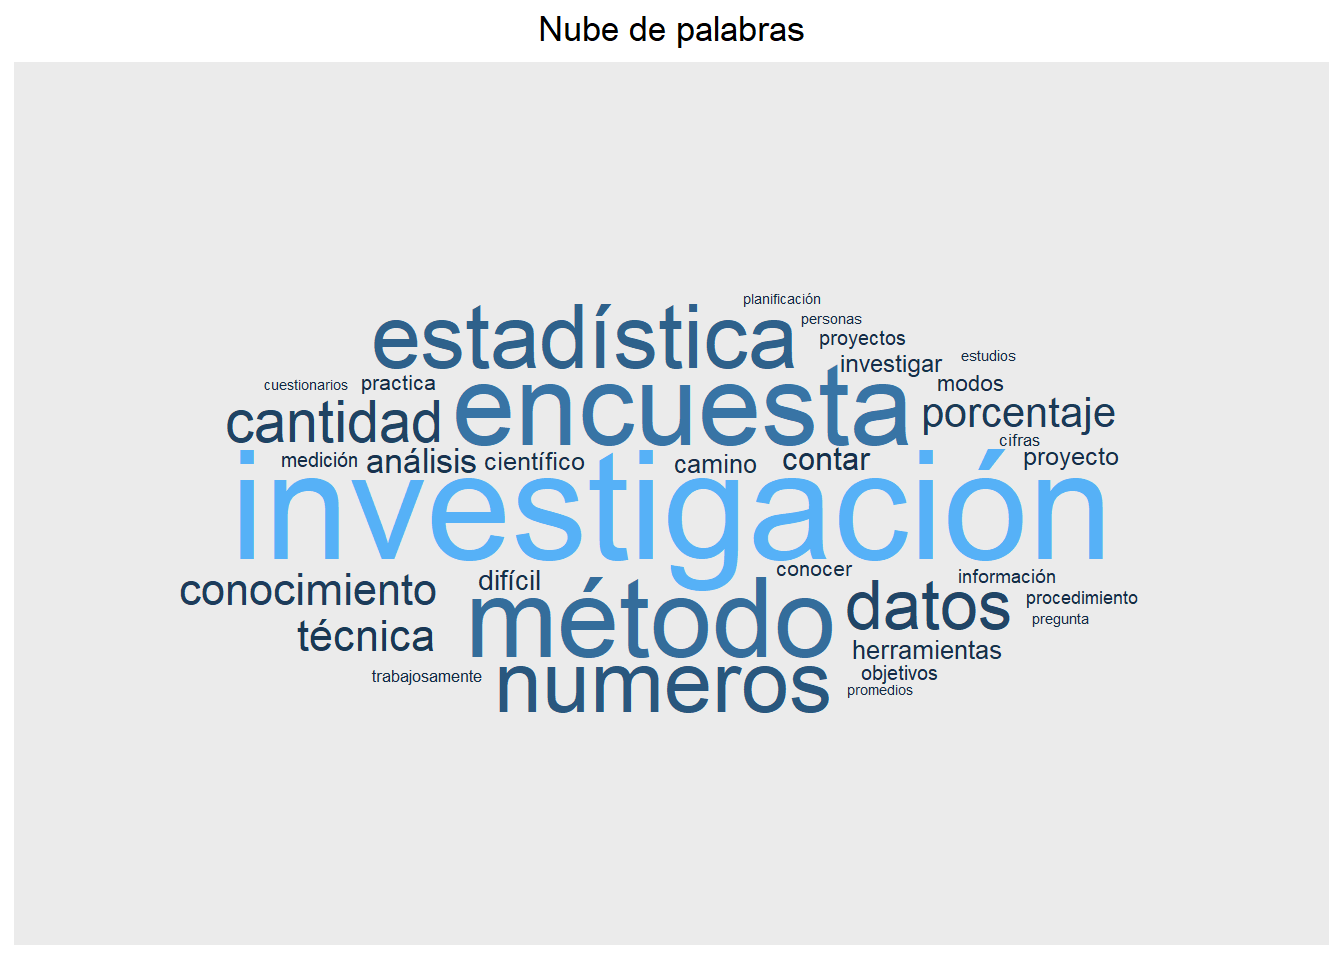 Nube de palabras
planificación
estadística
personas
proyectos
investigar
estudios
cuestionarios
practica
encuesta
modos
cantidad
porcentaje
cifras
medición
análisis
científico
camino
contar
proyecto
investigación
conocimiento
difícil
conocer
información
método
datos
procedimiento
pregunta
técnica
herramientas
trabajosamente
numeros
objetivos
promedios